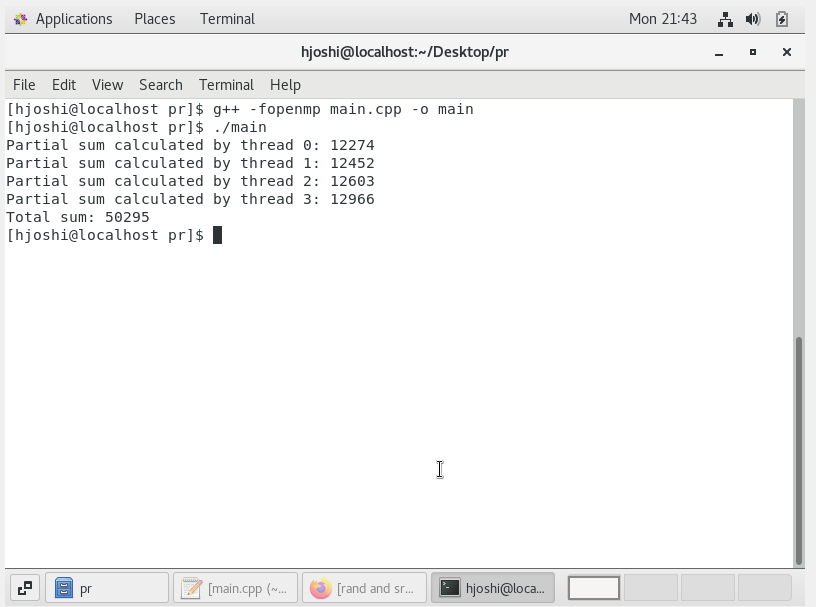 Applications Places Terminal Mon 21:43
hjoshi@localhost:~/Desktop/pr
File Edit View Search Terminal Help
[hjoshi@localhost pr]$ g++ -fopenmp main.cpp -o main
[hjoshi@localhost pr]$ ./main
Partial sum calculated by thread 0: 12274
Partial sum calculated by thread 1: 12452
Partial sum calculated by thread 2: 12603
Partial sum calculated by thread 3: 12966
Total sum: 50295
[hjoshi@localhost pr]$
pr [main.cpp (~... [rand and sr... hjoshi@loca...